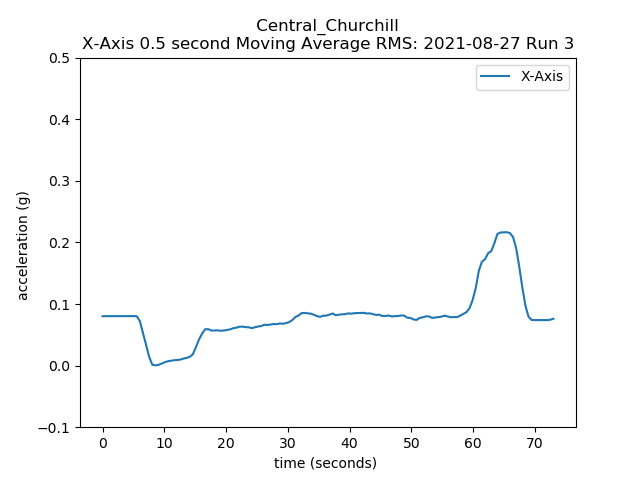 Central_Churchill
X-Axis 0.5 second Moving Average RMS: 2021-08-27 Run 3
X-Axis
0.5
0.4
0.3
0.2
0.1
0.0
−0.1
acceleration (g)
0 10 20 30 40 50 60 70
time (seconds)